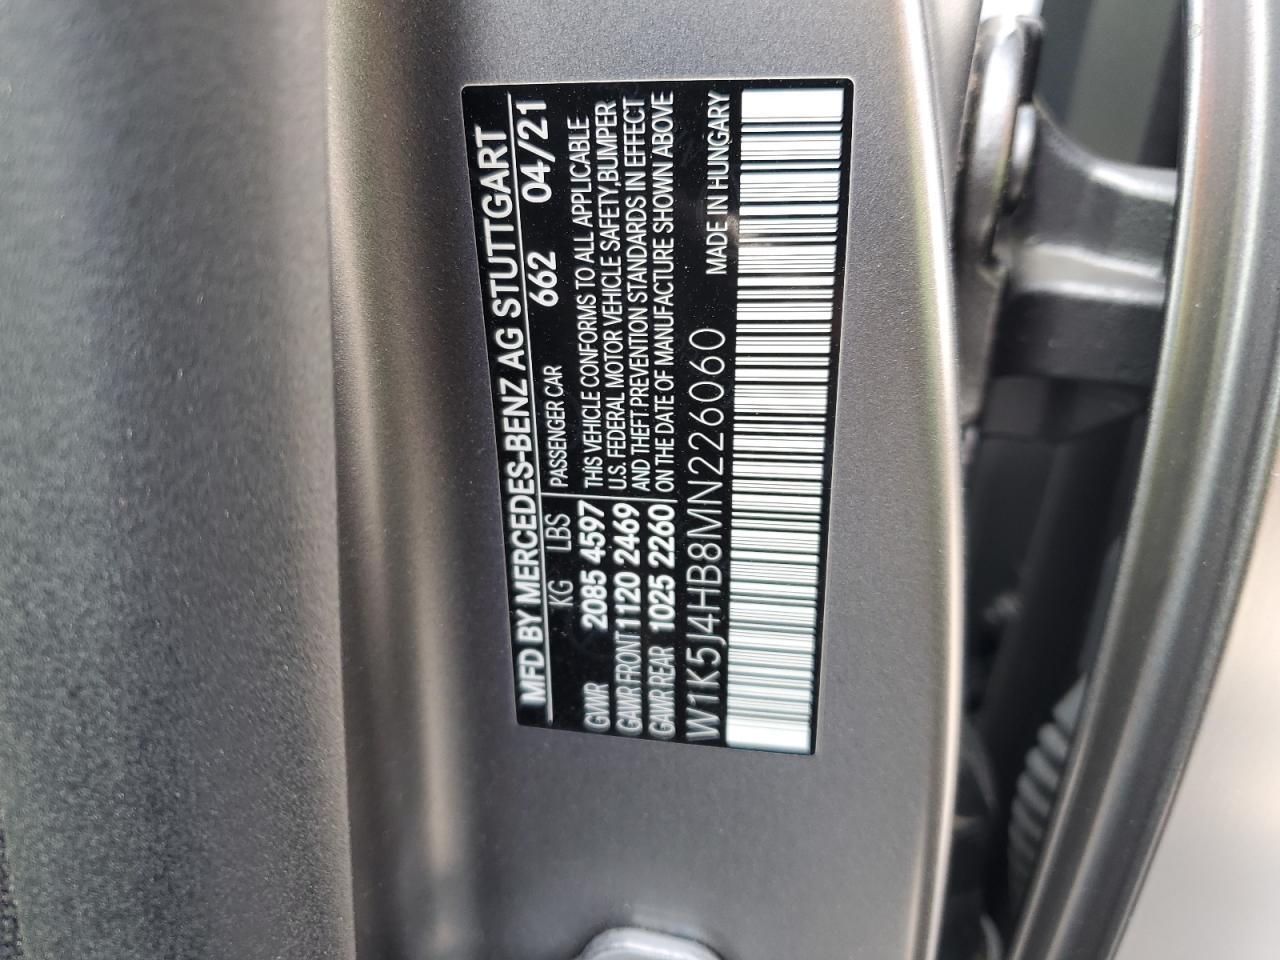 MFD BY MERCEDES-BENZ AG STUTTGART
KG LBS PASSENGER CAR 662 04/21
GVWR 2085 4597 THIS VEHICLE CONFORMS TO ALL APPLICABLE
GAWR FRONT 1120 2469 U.S. FEDERAL MOTOR VEHICLE SAFETY, BUMPER
GAWR REAR 1025 2260 AND THEFT PREVENTION STANDARDS IN EFFECT
ON THE DATE OF MANUFACTURE SHOWN ABOVE
W1K5J4HB8MN226060 MADE IN HUNGARY